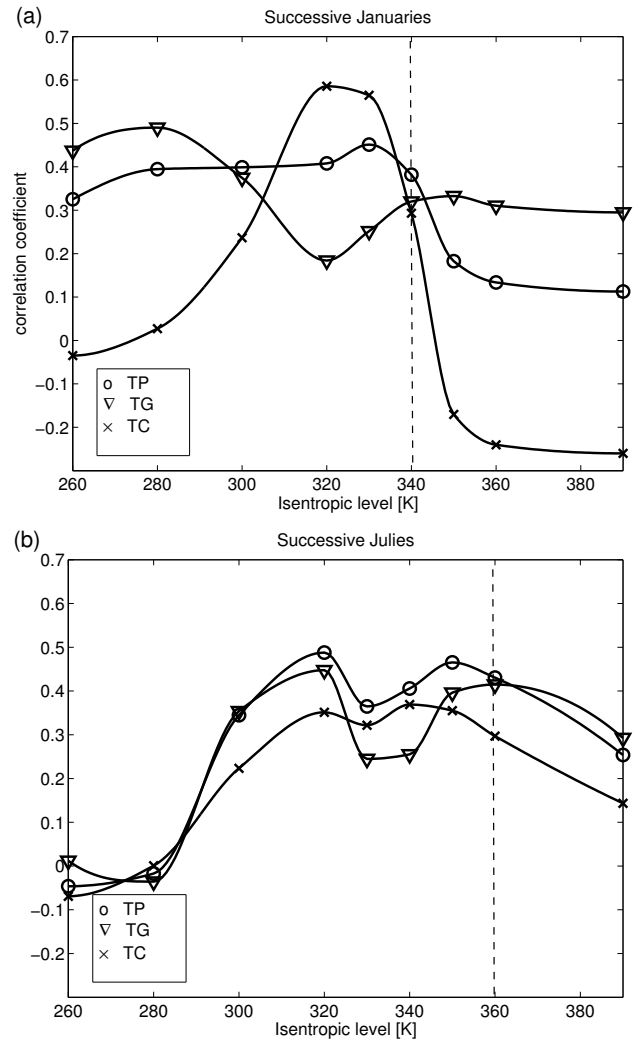 (a)
Successive Januaries
0.7
0.6
0.5
0.4
0.3
0.2
0.1
0
−0.1
−0.2
correlation coefficient
o TP
∇ TG
× TC
260 280 300 320 340 360 380
Isentropic level [K]
(b)
Successive Julies
0.7
0.6
0.5
0.4
0.3
0.2
0.1
0
−0.1
−0.2
o TP
∇ TG
× TC
260 280 300 320 340 360 380
Isentropic level [K]